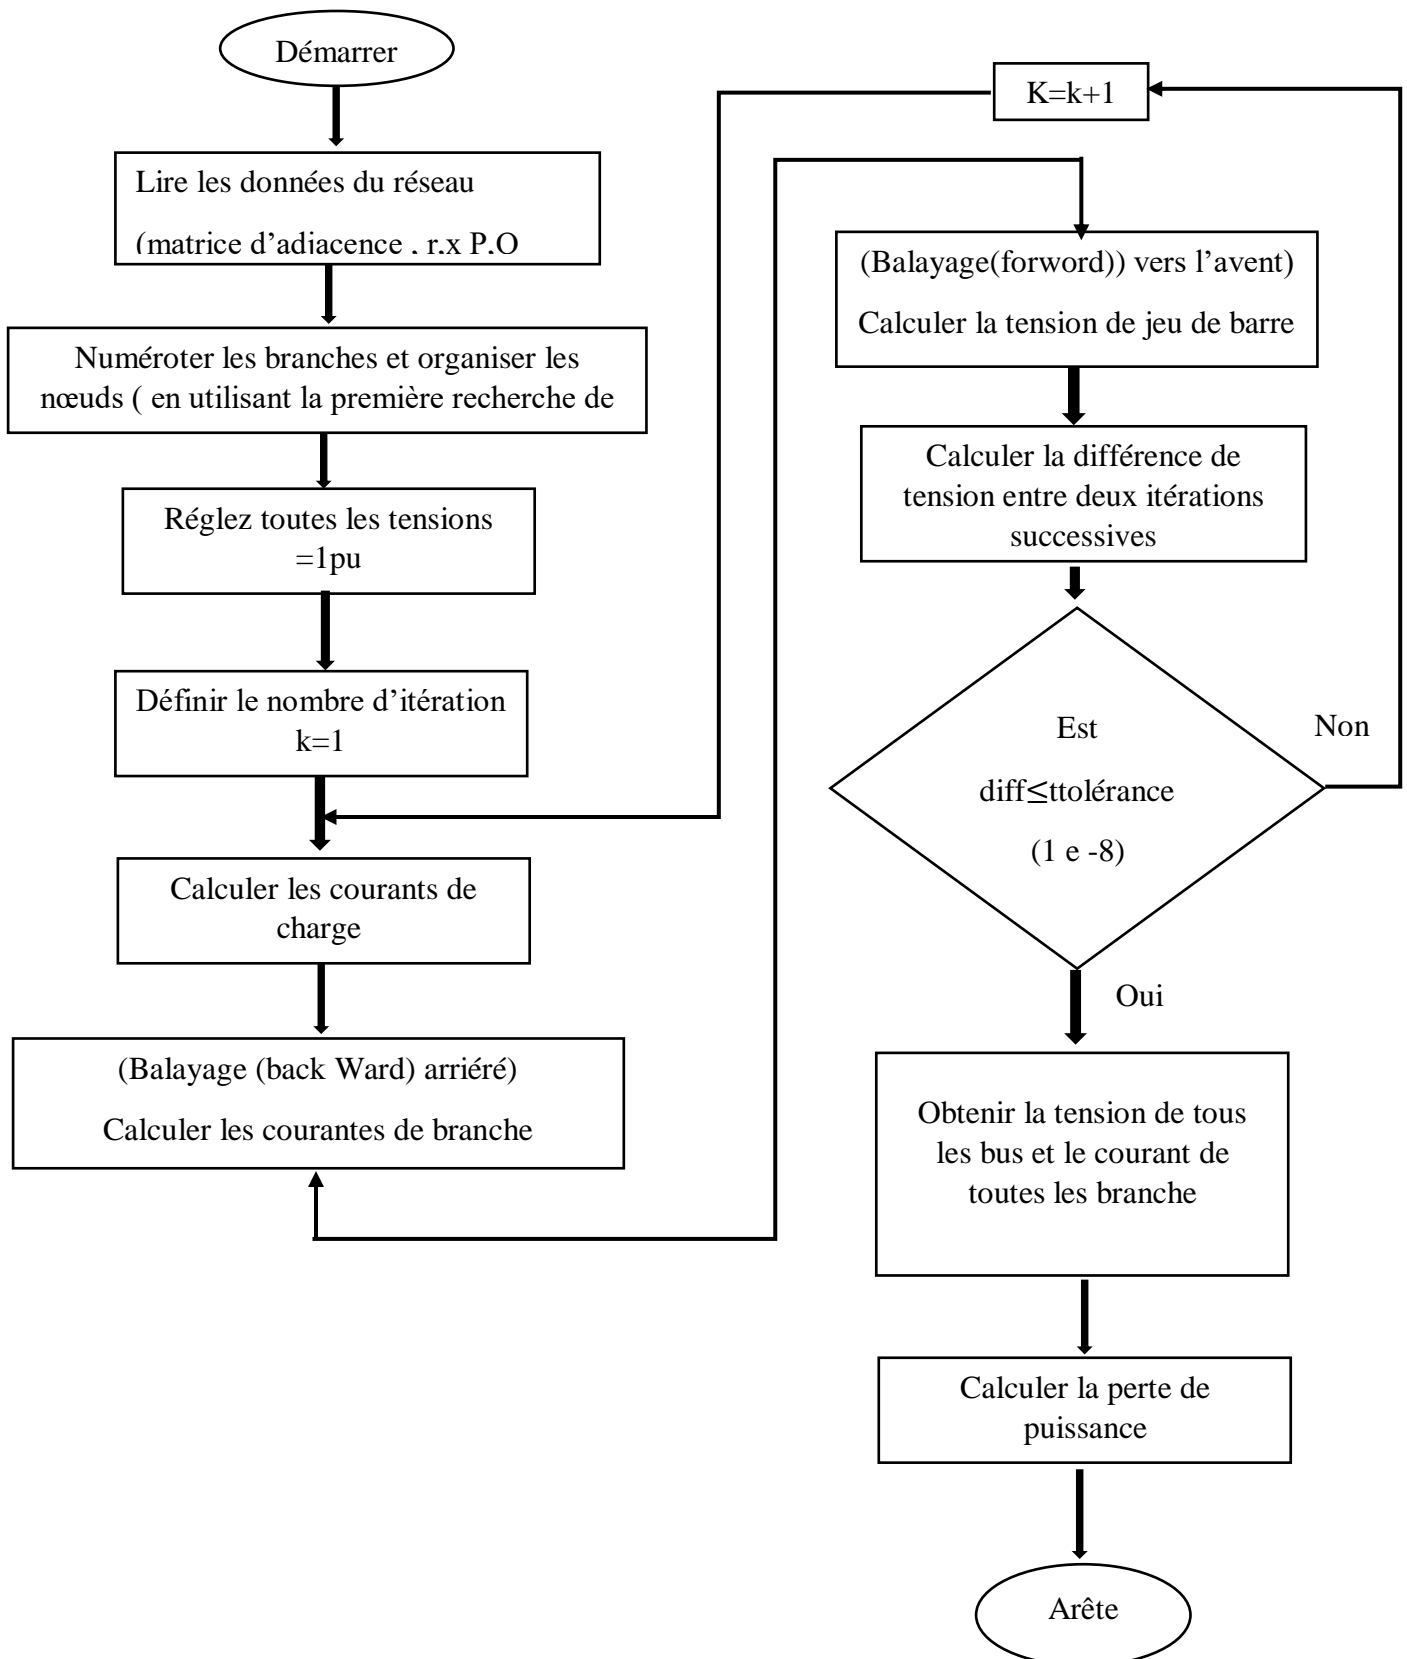 Démarrer
Lire les données du réseau
(matrice d’adjacence , r,x P,Q
Numéroter les branches et organiser les
nœuds ( en utilisant la première recherche de
Réglez toutes les tensions
=1pu
Définir le nombre d’itération
k=1
Calculer les courants de
charge
(Balayage (back Ward) arriéré)
Calculer les courantes de branche
K=k+1
(Balayage(forword)) vers l’avent)
Calculer la tension de jeu de barre
Calculer la différence de
tension entre deux itérations
successives
Est
diff≤ttolérance
(1 e -8)
Non
Oui
Obtenir la tension de tous
les bus et le courant de
toutes les branche
Calculer la perte de
puissance
Arête